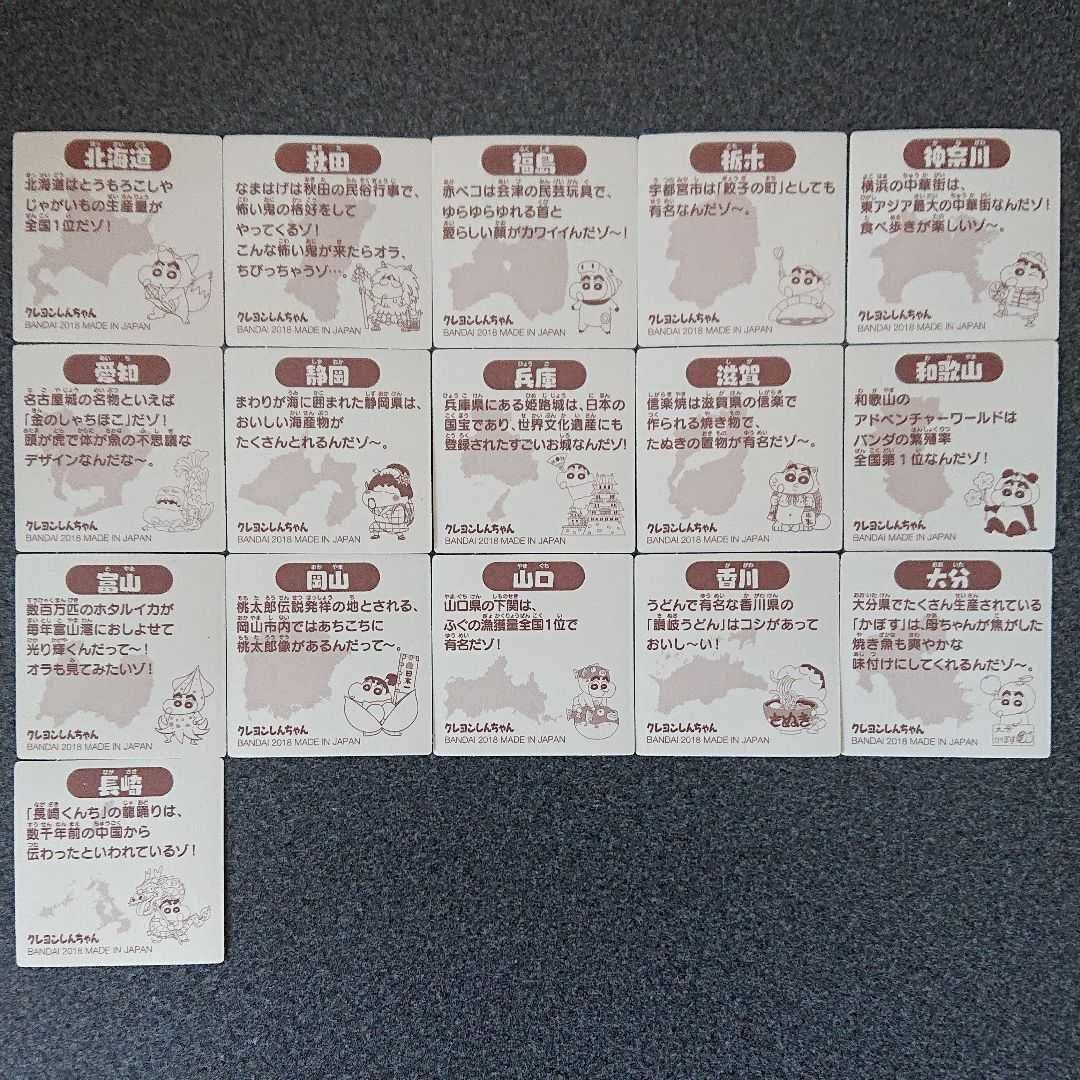 北海道
北海道はとうもろこしや
じゃがいもの生産量が
全国1位だゾ!
クレヨンしんちゃん
BANDAI 2018 MADE IN JAPAN
秋田
なまはげは秋田の民俗行事で、
怖い鬼の格好をして
やってくるゾ!
こんな怖い鬼が来たらオラ、
ちびっちゃうゾ…。
クレヨンしんちゃん
BANDAI 2018 MADE IN JAPAN
福島
赤べコは会津の民芸玩具で、
ゆらゆらゆれる首と
愛らしい顔がカワイイんだゾ〜!
クレヨンしんちゃん
BANDAI 2018 MADE IN JAPAN
栃木
宇都宮市は「餃子の町」としても
有名なんだゾ〜。
クレヨンしんちゃん
BANDAI 2018 MADE IN JAPAN
神奈川
横浜の中華街は、
東アジア最大の中華街なんだゾ!
食べ歩きが楽しいゾ〜。
クレヨンしんちゃん
BANDAI 2018 MADE IN JAPAN
愛知
名古屋城の名物といえば
「金のしゃちほこ」だゾ!
頭が虎で体が魚の不思議な
デザインなんだな〜。
クレヨンしんちゃん
BANDAI 2018 MADE IN JAPAN
静岡
まわりが海に囲まれた静岡県は、
おいしい海産物が
たくさんとれるんだゾ〜。
クレヨンしんちゃん
BANDAI 2018 MADE IN JAPAN
兵庫
兵庫県にある姫路城は、日本の
国宝であり、世界文化遺産にも
登録されたすごいお城なんだゾ!
クレヨンしんちゃん
BANDAI 2018 MADE IN JAPAN
滋賀
信楽焼は滋賀県の信楽で
作られる焼き物で、
たぬきの置物が有名だゾ〜。
クレヨンしんちゃん
BANDAI 2018 MADE IN JAPAN
和歌山
和歌山の
アドベンチャーワールドは
パンダの繁殖率
全国第1位なんだゾ!
クレヨンしんちゃん
BANDAI 2018 MADE IN JAPAN
富山
数百万匹のホタルイカが
毎年富山湾におしよせて
光り輝くんだって〜!
オラも見てみたいゾ!
クレヨンしんちゃん
BANDAI 2018 MADE IN JAPAN
岡山
桃太郎伝説発祥の地とされる、
岡山市内ではあちこちに
桃太郎像があるんだって〜。
日本一
クレヨンしんちゃん
BANDAI 2018 MADE IN JAPAN
山口
山口県の下関は、
ふぐの漁獲量全国1位で
有名だゾ!
クレヨンしんちゃん
BANDAI 2018 MADE IN JAPAN
香川
うどんで有名な香川県の
「讃岐うどん」はコシがあって
おいし〜い!
さぬき
クレヨンしんちゃん
BANDAI 2018 MADE IN JAPAN
大分
大分県でたくさん生産されている
「かぼす」は、母ちゃんが焦がした
焼き魚も爽やかな
味付けにしてくれるんだゾ〜。
大分
かぼす
クレヨンしんちゃん
BANDAI 2018 MADE IN JAPAN
長崎
「長崎くんち」の龍踊りは、
数千年前の中国から
伝わったといわれているゾ!
クレヨンしんちゃん
BANDAI 2018 MADE IN JAPAN